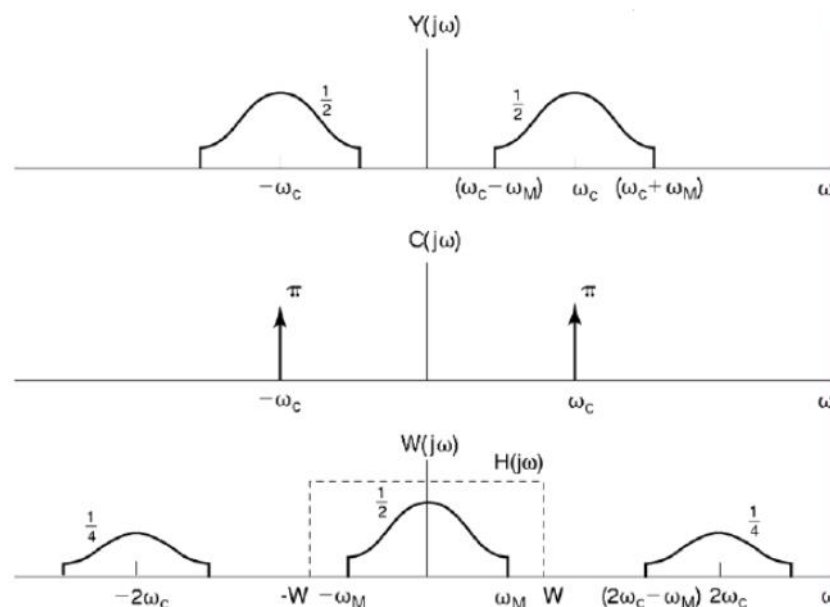 Y(jω)
1/2
1/2
−ω_c (ω_c − ω_M) ω_c (ω_c + ω_M) ω
C(jω)
π π
−ω_c ω_c ω
W(jω)
H(jω)
1/4 1/2 1/4
−2ω_c -W −ω_M ω_M W (2ω_c − ω_M) 2ω_c ω